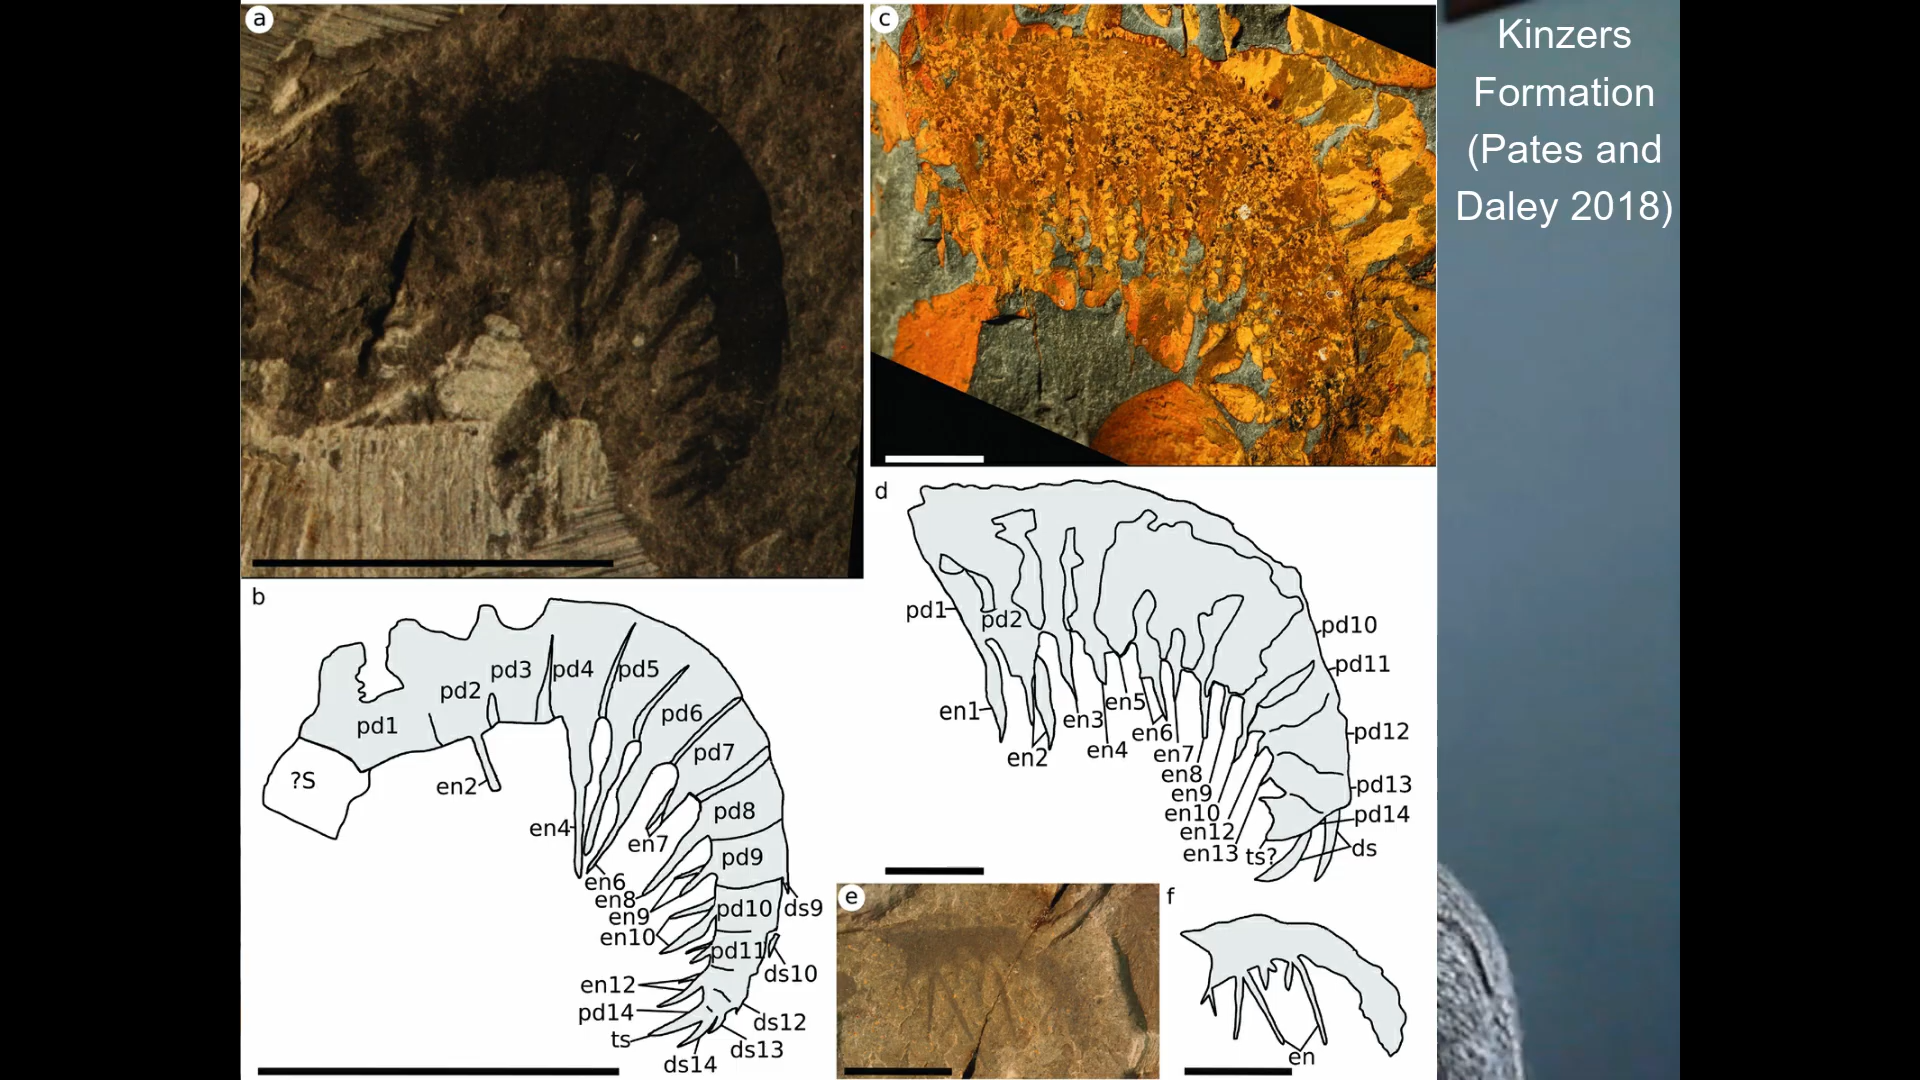 a
c
Kinzers
Formation
(Pates and
Daley 2018)
b
pd1
pd2
pd3
pd4
pd5
pd6
pd7
pd8
pd9
pd10
pd11
?S
en2
en4
en7
en6
en8
en9
en10
en12
pd14
ts
ds9
ds10
ds12
ds13
ds14
d
pd1
pd2
en1
en2
en3
en4
en5
en6
en7
en8
en9
en10
en12
en13
ts?
pd10
pd11
pd12
pd13
pd14
ds
e
f
en